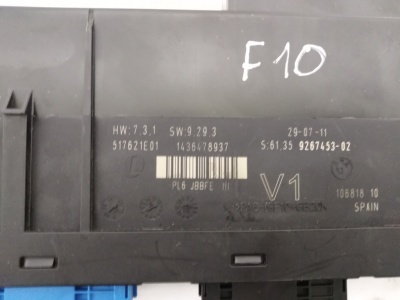 F10
HW:7,3,1 SW:9.29.3 29-07-11
517621E01 1436478937 S:61,35 9267453-02
PL6 JBBFE III V1 106818 10
SPAIN